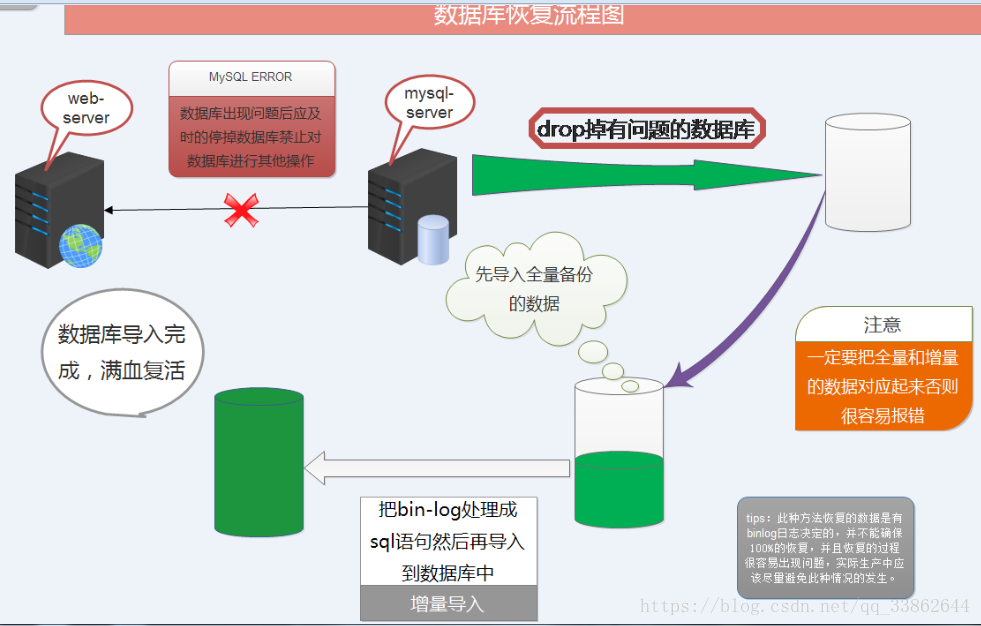 数据库恢复流程图
web-
server
MySQL ERROR
数据库出现问题后应及
时的停掉数据库禁止对
数据库进行其他操作
mysql-
server
drop掉有问题的数据库
先导入全量备份
的数据
数据库导入完
成，满血复活
注意
一定要把全量和增量
的数据对应起来否则
很容易报错
把bin-log处理成
sql语句然后再导入
到数据库中
增量导入
tips：此种方法恢复的数据是有
binlog日志决定的，并不能确保
100%的恢复，并且恢复的过程
很容易出现问题，实际生产中应
该尽量避免此种情况的发生。
https://blog.csdn.net/qq_33862644